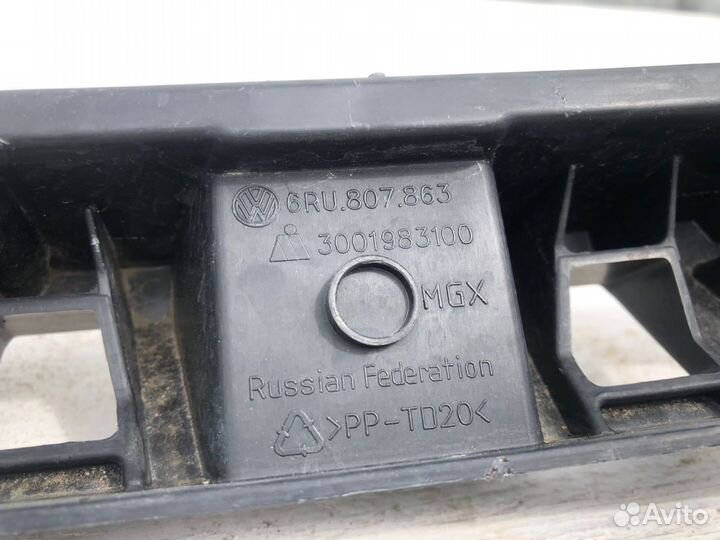 6RU.807.863
3001983100
MGX
Russian Federation
>PP-TD20<
Avito